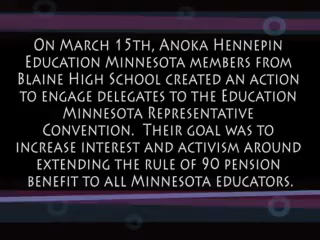 On March 15th, Anoka Hennepin
Education Minnesota members from
Blaine High School created an action
to engage delegates to the Education
Minnesota Representative
Convention.  Their goal was to
increase interest and activism around
extending the rule of 90 pension
benefit to all Minnesota educators.